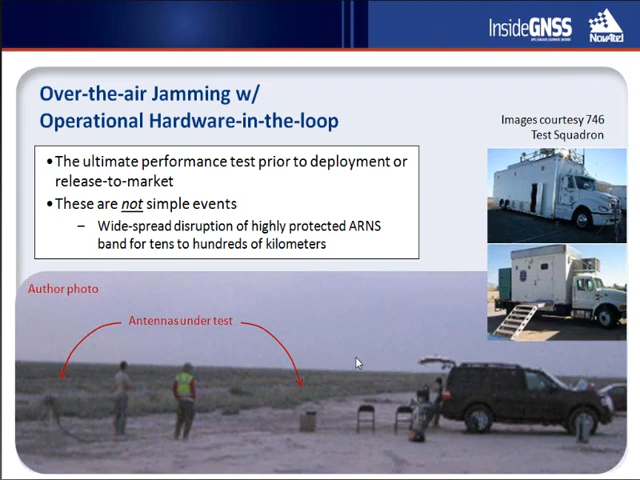 InsideGNSS
NovAtel
Over-the-air Jamming w/
Operational Hardware-in-the-loop
Images courtesy 746
Test Squadron
•The ultimate performance test prior to deployment or
release-to-market
•These are not simple events
– Wide-spread disruption of highly protected ARNS
band for tens to hundreds of kilometers
Author photo
Antennas under test